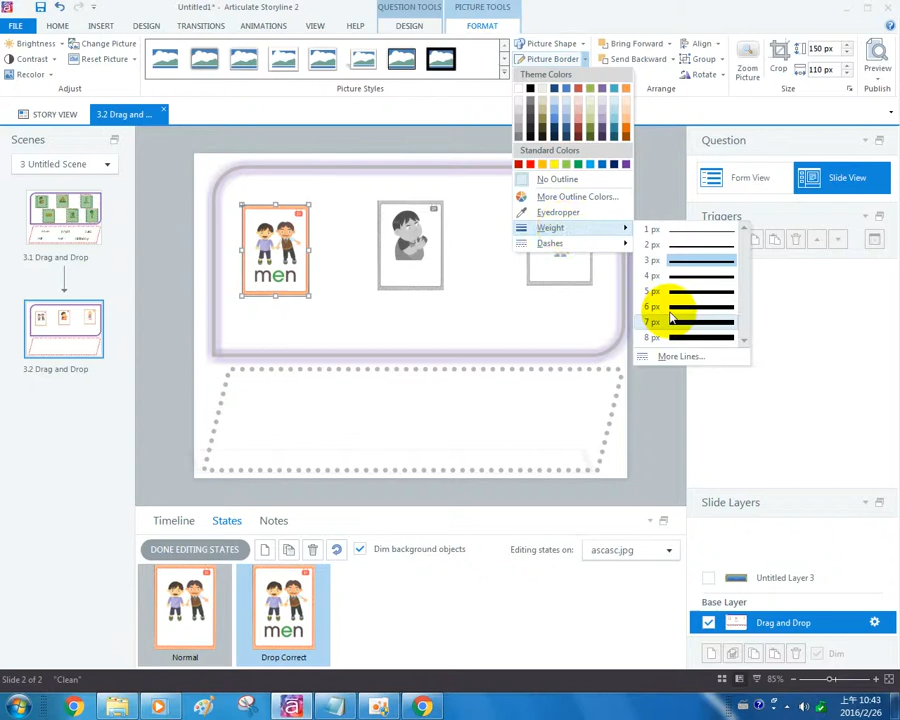 Untitled1* - Articulate Storyline 2
QUESTION TOOLS
PICTURE TOOLS
FILE
HOME
INSERT
DESIGN
TRANSITIONS
ANIMATIONS
VIEW
HELP
DESIGN
FORMAT
Brightness
Change Picture
Contrast
Reset Picture
Recolor
Adjust
Picture Styles
Picture Shape
Picture Border
Bring Forward
Send Backward
Align
Group
Rotate
Arrange
Zoom
Picture
Crop
150 px
110 px
Size
Preview
Publish
STORY VIEW
3.2 Drag and ...
Theme Colors
Standard Colors
No Outline
More Outline Colors...
Eyedropper
Weight
Dashes
1 px
2 px
3 px
4 px
5 px
6 px
7 px
8 px
More Lines...
Scenes
3 Untitled Scene
3.1 Drag and Drop
3.2 Drag and Drop
men
Question
Form View
Slide View
Triggers
Timeline
States
Notes
DONE EDITING STATES
Dim background objects
Editing states on:
ascasc.jpg
men
Normal
Drop Correct
Slide Layers
Untitled Layer 3
Base Layer
Drag and Drop
Dim
Slide 2 of 2
"Clean"
85%
上午 10:43
2016/2/26